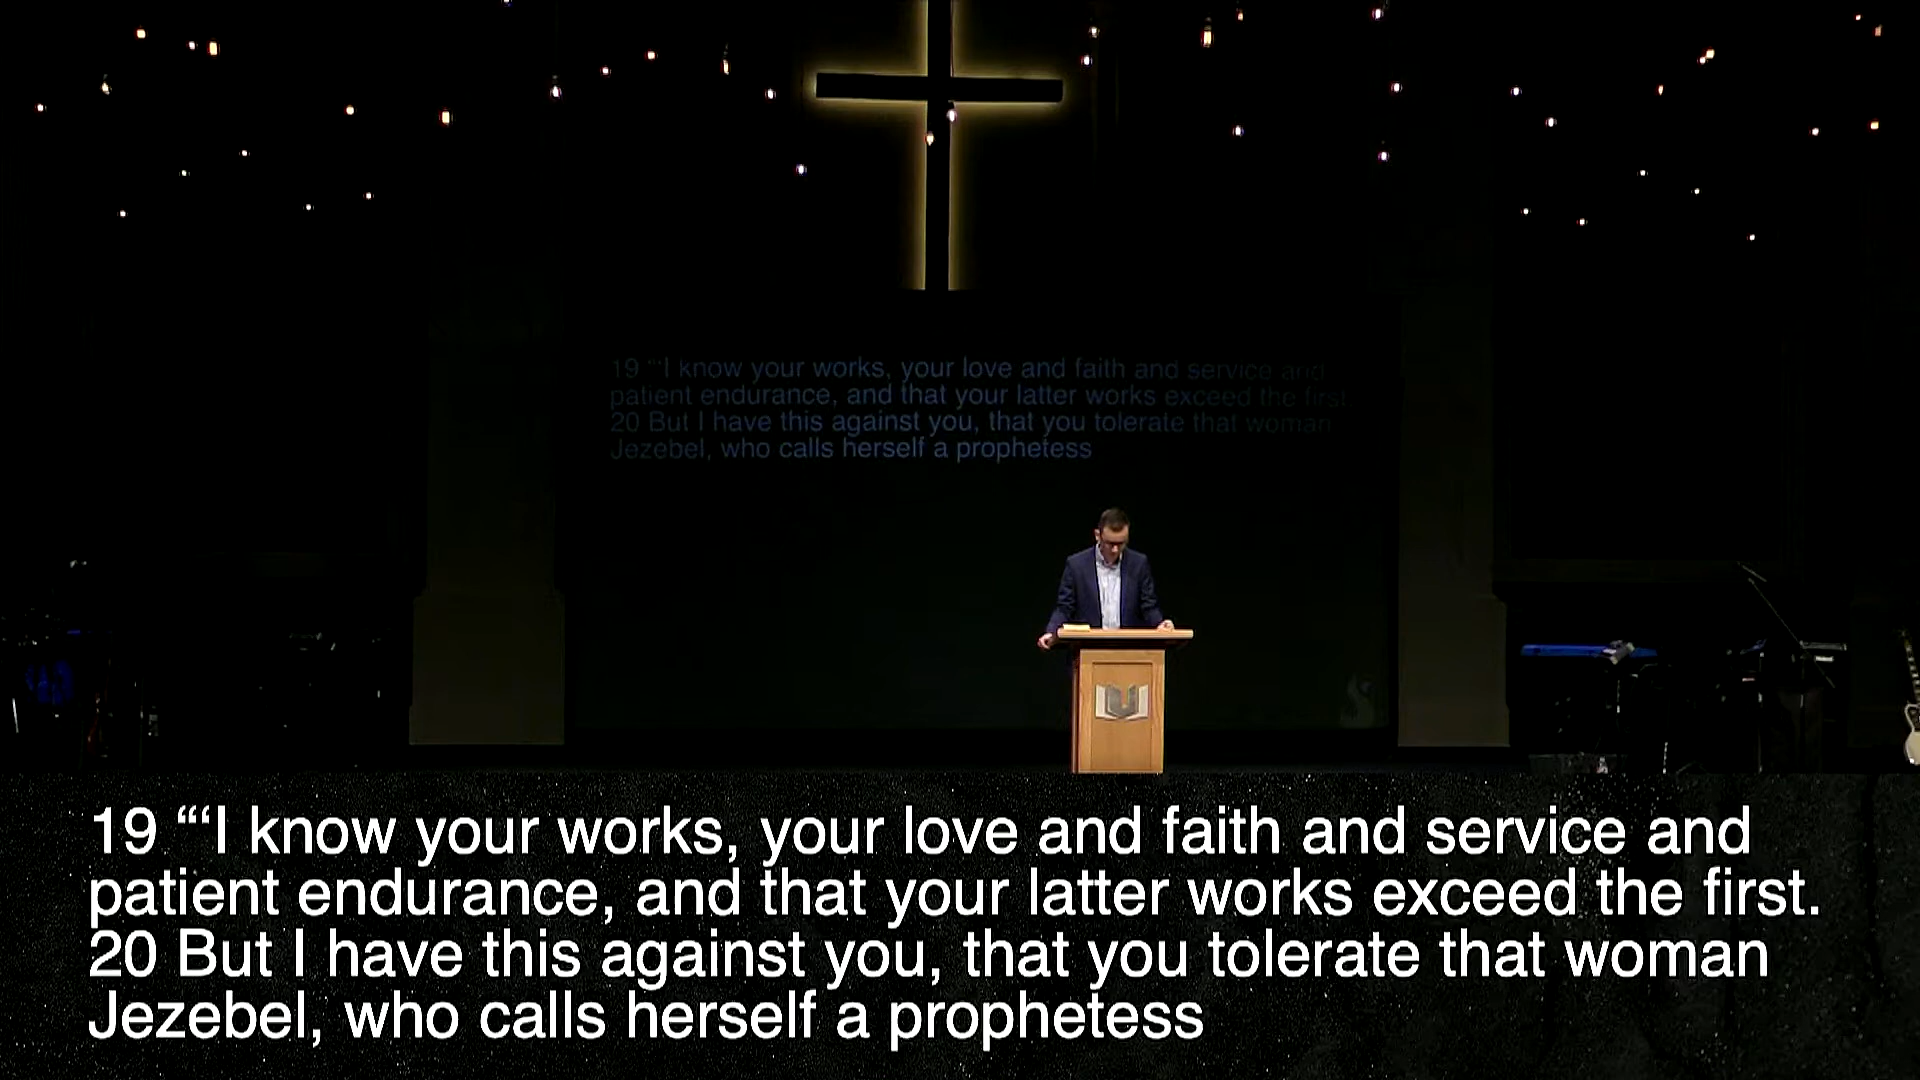 19 “‘I know your works, your love and faith and service and
patient endurance, and that your latter works exceed the first.
20 But I have this against you, that you tolerate that woman
Jezebel, who calls herself a prophetess
U
19 “‘I know your works, your love and faith and service and
patient endurance, and that your latter works exceed the first.
20 But I have this against you, that you tolerate that woman
Jezebel, who calls herself a prophetess